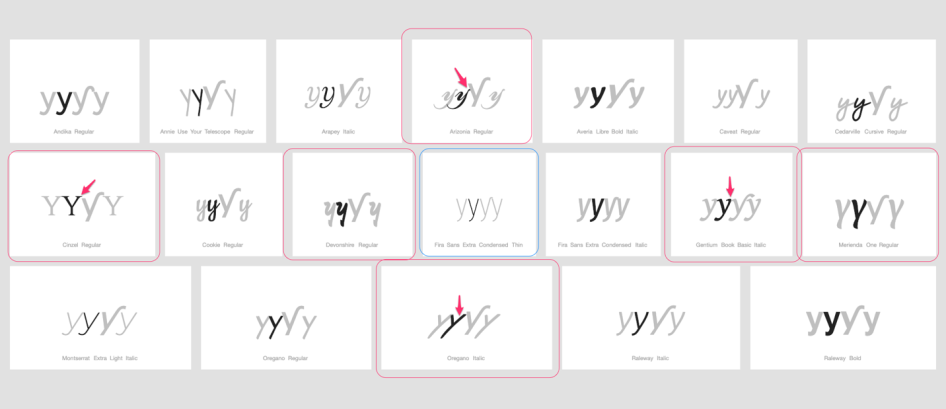 yyyy
Andika Regular
yyyy
Annie Use Your Telescope Regular
yyyy
Arapey Italic
yyyy
Arizonia Regular
yyyy
Averia Libre Bold Italic
yyyy
Caveat Regular
yyyy
Cedarville Cursive Regular
YYyY
Cinzel Regular
yyyy
Cookie Regular
yyyy
Devonshire Regular
yyyy
Fira Sans Extra Condensed Thin
yyyy
Fira Sans Extra Condensed Italic
yyyy
Gentium Book Basic Italic
yyyy
Merienda One Regular
yyyy
Montserrat Extra Light Italic
yyyy
Oregano Regular
yyyy
Oregano Italic
yyyy
Raleway Italic
yyyy
Raleway Bold